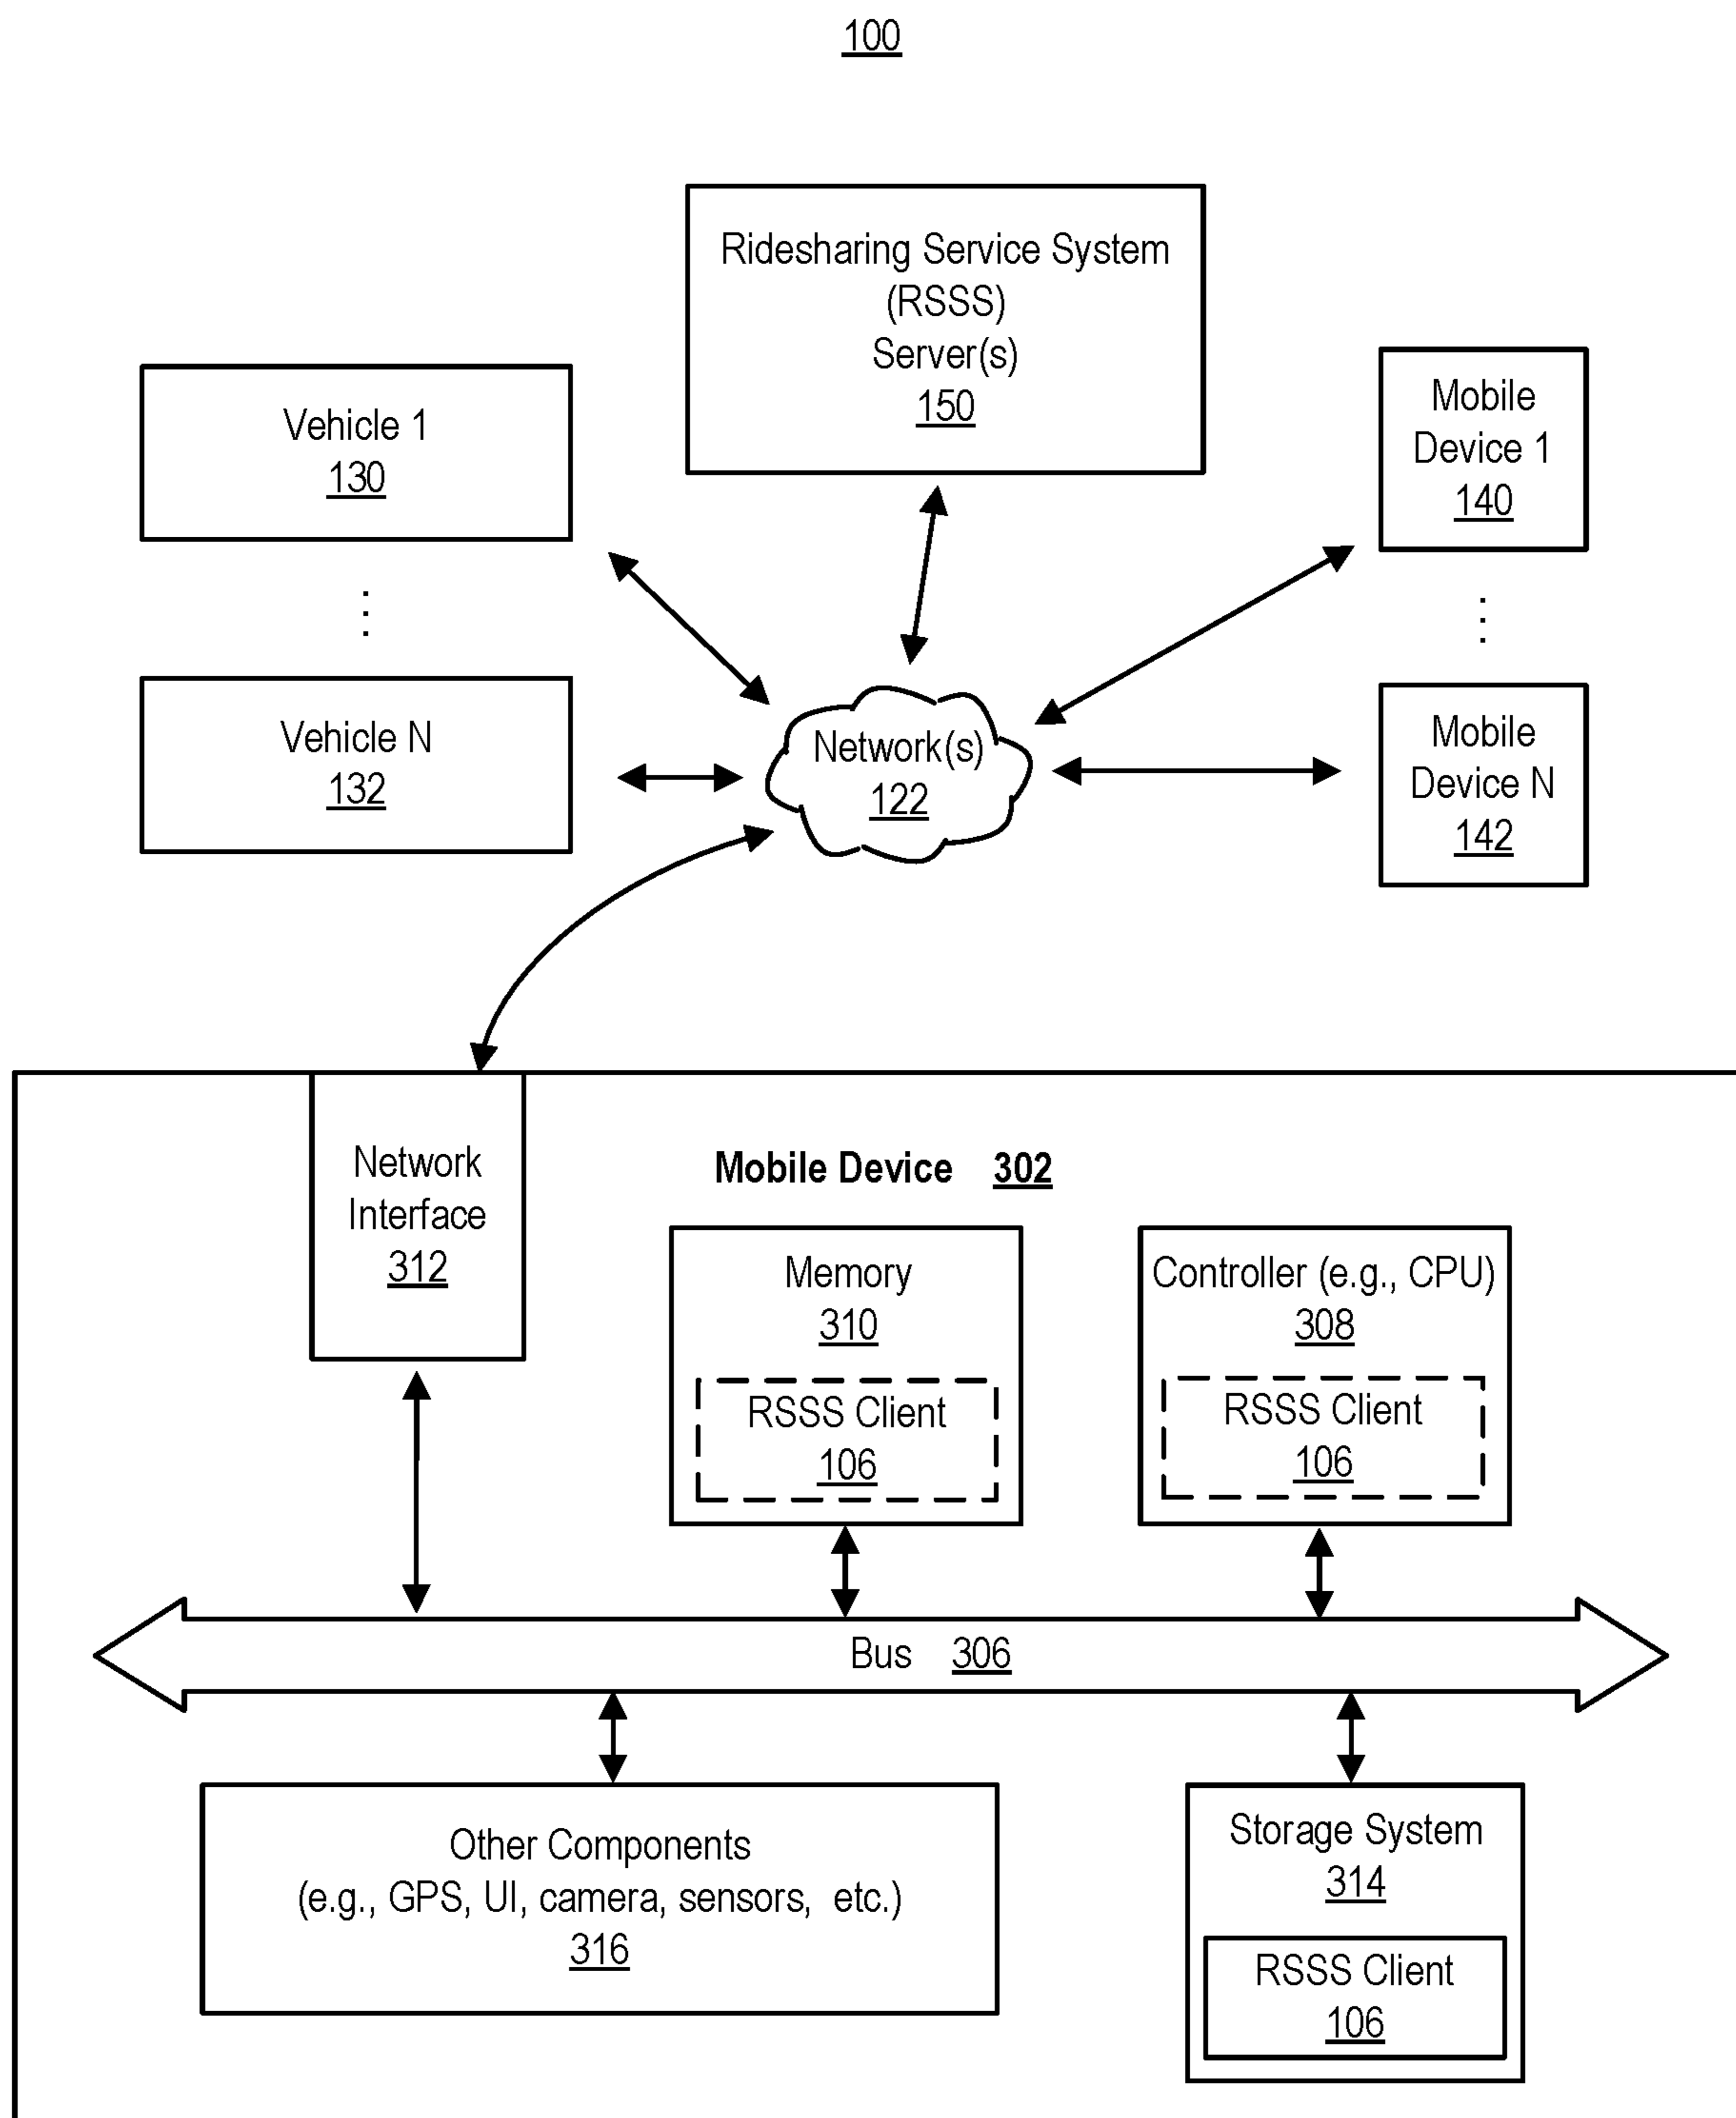 100
Ridesharing Service System
(RSSS)
Server(s)
150
Vehicle 1
130
Mobile
Device 1
140
Vehicle N
132
Network(s)
122
Mobile
Device N
142
Mobile Device 302
Network
Interface
312
Memory
310
RSSS Client
106
Controller (e.g., CPU)
308
RSSS Client
106
Bus 306
Other Components
(e.g., GPS, UI, camera, sensors, etc.)
316
Storage System
314
RSSS Client
106